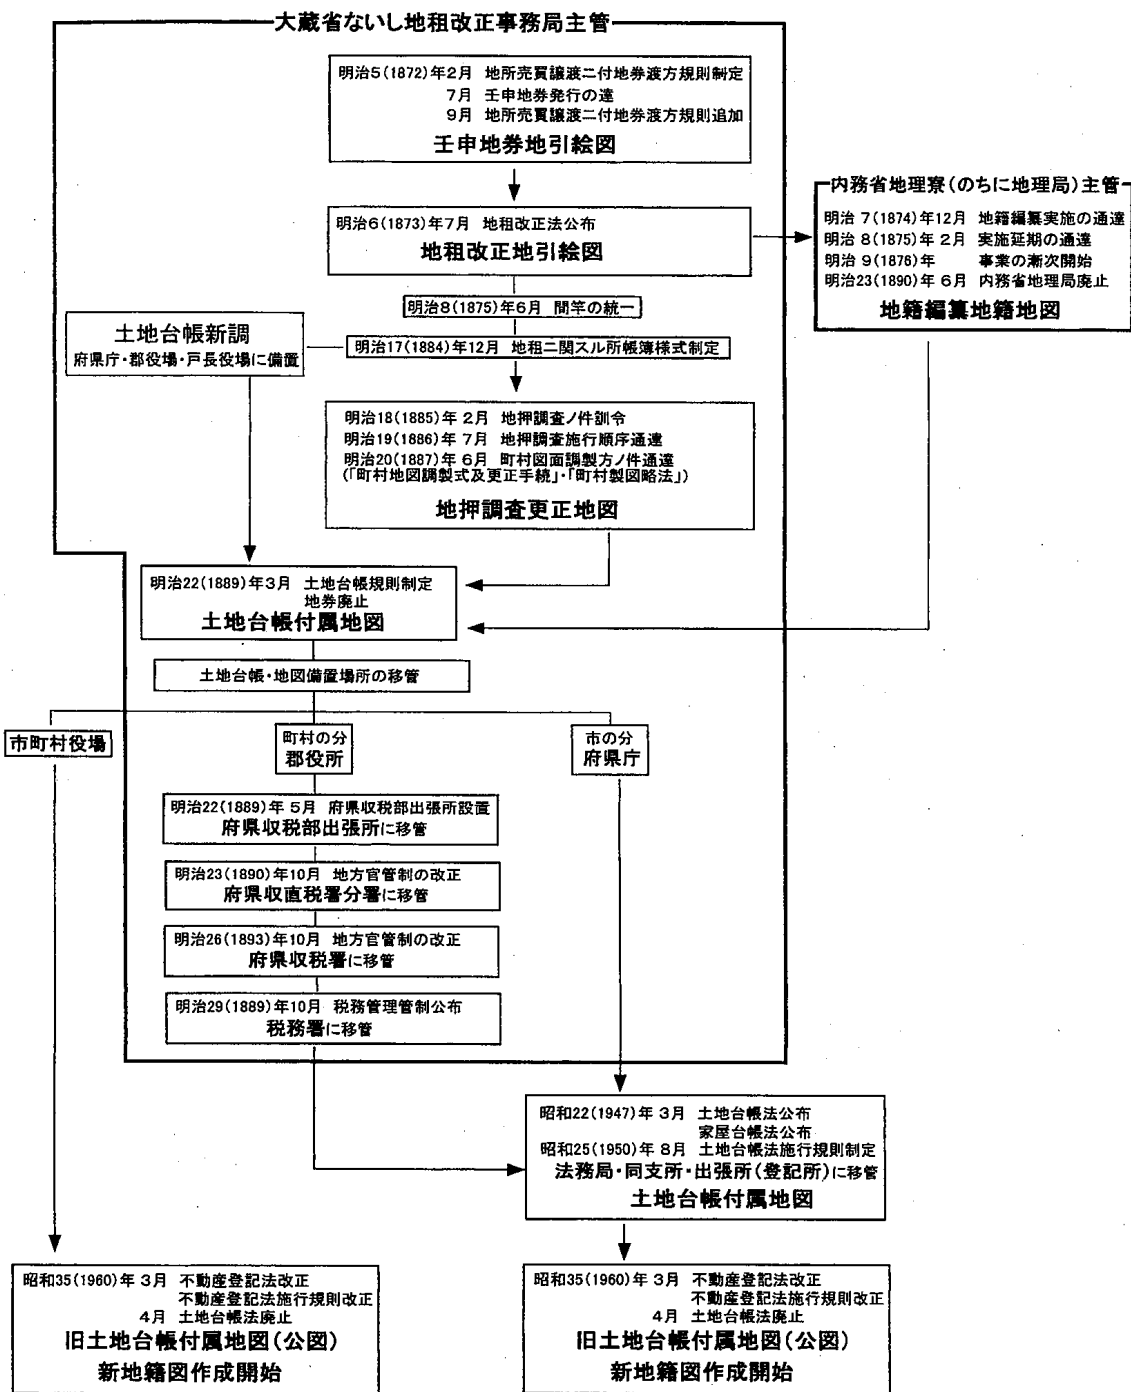 大蔵省ないし地租改正事務局主管
明治5(1872)年2月 地所売買譲渡ニ付地券渡方規則制定
7月 壬申地券発行の達
9月 地所売買譲渡ニ付地券渡方規則追加
壬申地券地引絵図
明治6(1873)年7月 地租改正法公布
地租改正地引絵図
内務省地理寮(のちに地理局)主管
明治 7(1874)年12月 地籍編纂実施の通達
明治 8(1875)年 2月 実施延期の通達
明治 9(1876)年 事業の漸次開始
明治23(1890)年 6月 内務省地理局廃止
地籍編纂地籍地図
明治8(1875)年6月 間竿の統一
土地台帳新調
府県庁・郡役場・戸長役場に備置
明治17(1884)年12月 地租ニ関スル所帳簿様式制定
明治18(1885)年 2月 地押調査ノ件訓令
明治19(1886)年 7月 地押調査施行順序通達
明治20(1887)年 6月 町村図面調製方ノ件通達
(「町村地図調製式及更正手続」・「町村製図略法」)
地押調査更正地図
明治22(1889)年3月 土地台帳規則制定
地券廃止
土地台帳付属地図
土地台帳・地図備置場所の移管
市町村役場
町村の分
郡役所
市の分
府県庁
明治22(1889)年 5月 府県収税部出張所設置
府県収税部出張所に移管
明治23(1890)年10月 地方官管制の改正
府県収直税署分署に移管
明治26(1893)年10月 地方官管制の改正
府県収税署に移管
明治29(1889)年10月 税務管理管制公布
税務署に移管
昭和22(1947)年 3月 土地台帳法公布
家屋台帳法公布
昭和25(1950)年 8月 土地台帳法施行規則制定
法務局・同支所・出張所(登記所)に移管
土地台帳付属地図
昭和35(1960)年 3月 不動産登記法改正
不動産登記法施行規則改正
4月 土地台帳法廃止
旧土地台帳付属地図(公図)
新地籍図作成開始
昭和35(1960)年 3月 不動産登記法改正
不動産登記法施行規則改正
4月 土地台帳法廃止
旧土地台帳付属地図(公図)
新地籍図作成開始